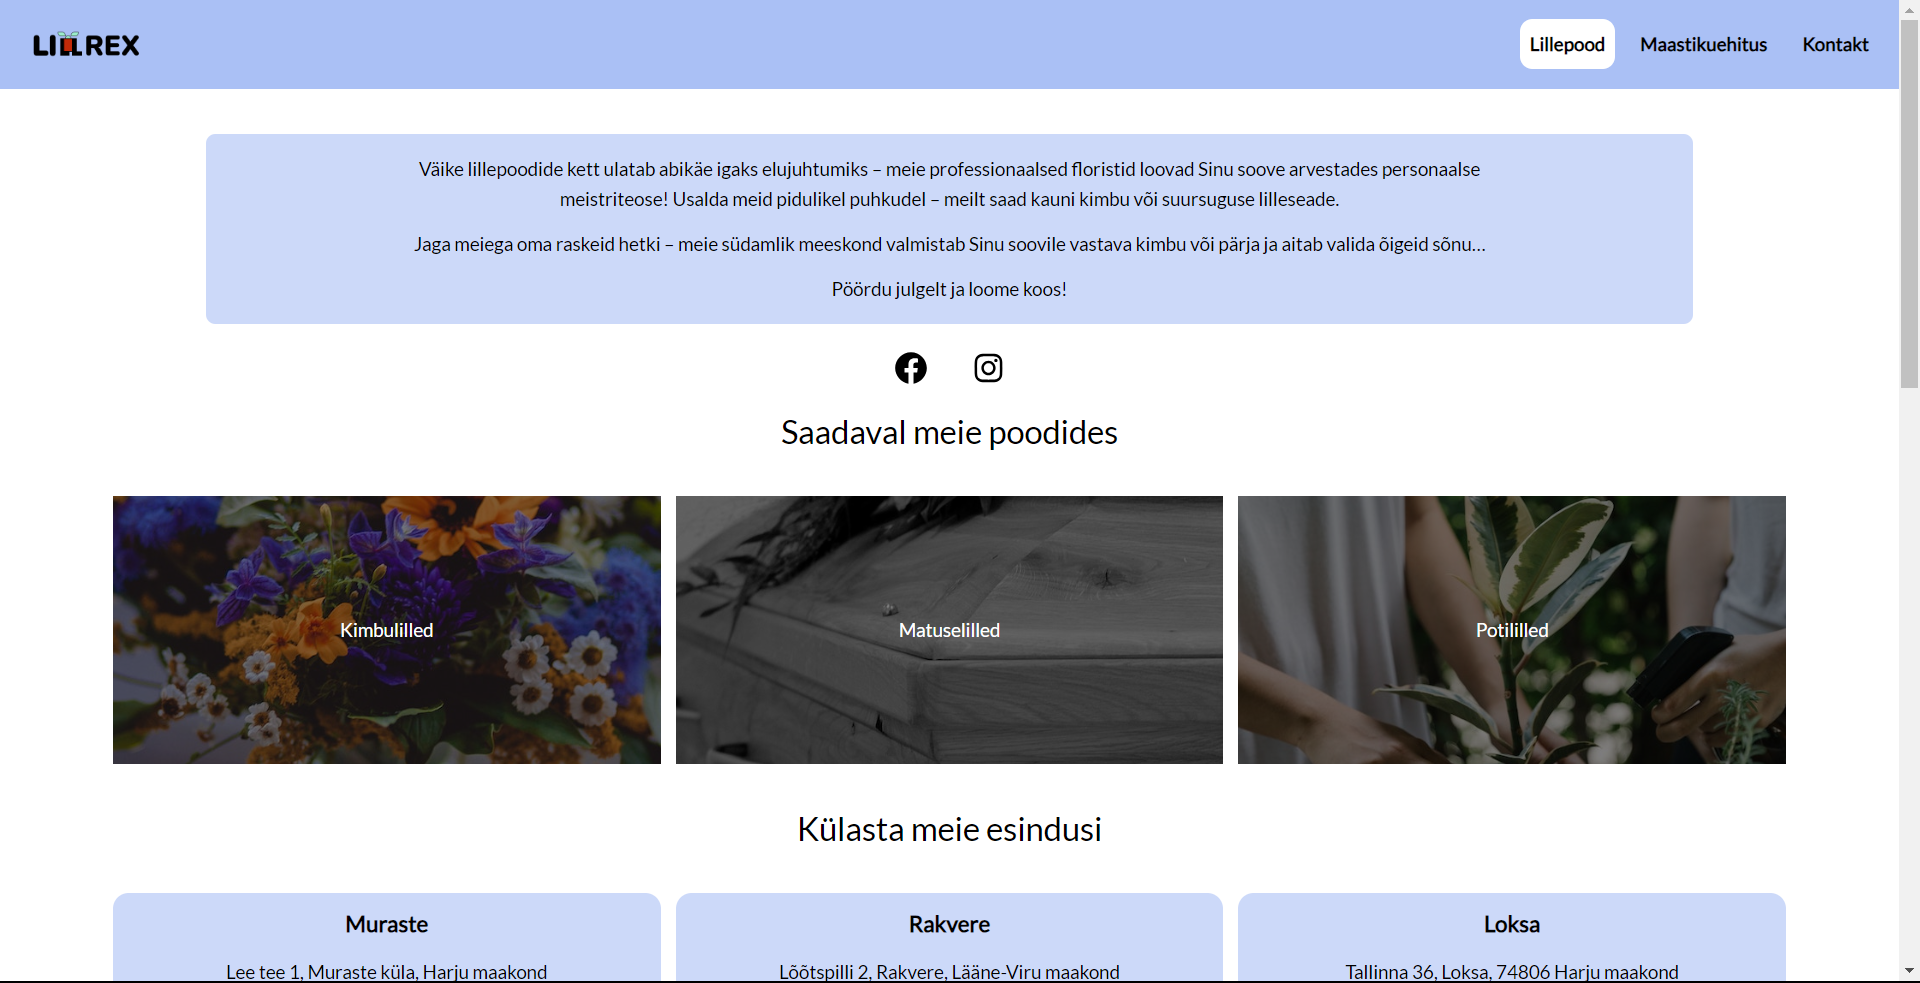 LILLREX
Lillepood
Maastikuehitus
Kontakt
Väike lillepoodide kett ulatab abikäe igaks elujuhtumiks – meie professionaalsed floristid loovad Sinu soove arvestades personaalse
meistriteose! Usalda meid pidulikel puhkudel – meilt saad kauni kimbu või suursuguse lilleseade.
Jaga meiega oma raskeid hetki – meie südamlik meeskond valmistab Sinu soovile vastava kimbu või pärja ja aitab valida õigeid sõnu…
Pöördu julgelt ja loome koos!
Saadaval meie poodides
Kimbulilled
Matuselilled
Potililled
Külasta meie esindusi
Muraste
Lee tee 1, Muraste küla, Harju maakond
Rakvere
Lõõtspilli 2, Rakvere, Lääne-Viru maakond
Loksa
Tallinna 36, Loksa, 74806 Harju maakond